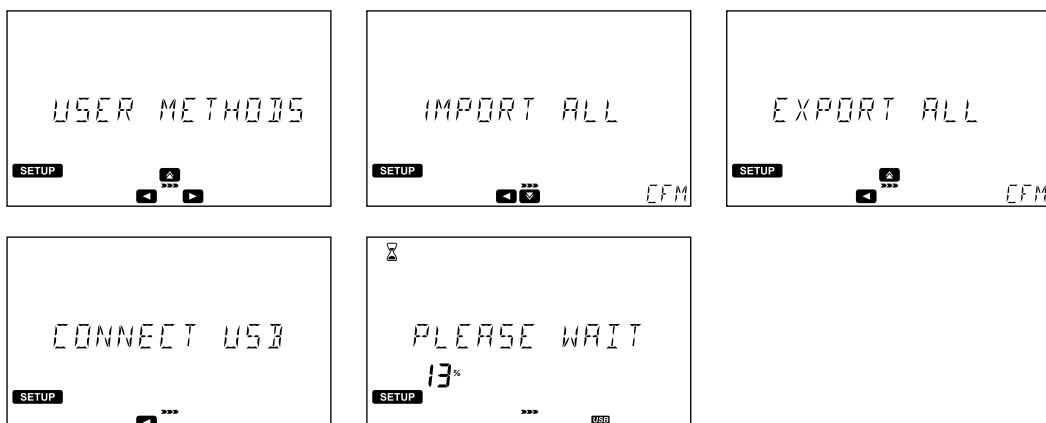 USER METHODS
SETUP
IMPORT ALL
SETUP
CFM
EXPORT ALL
SETUP
CFM
CONNECT USB
SETUP
PLEASE WAIT
13%
SETUP
USB